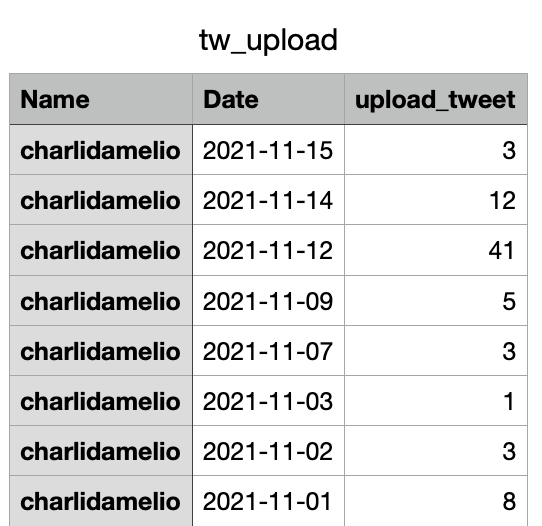 tw_upload
Name Date upload_tweet
charlidamelio 2021-11-15 3
charlidamelio 2021-11-14 12
charlidamelio 2021-11-12 41
charlidamelio 2021-11-09 5
charlidamelio 2021-11-07 3
charlidamelio 2021-11-03 1
charlidamelio 2021-11-02 3
charlidamelio 2021-11-01 8